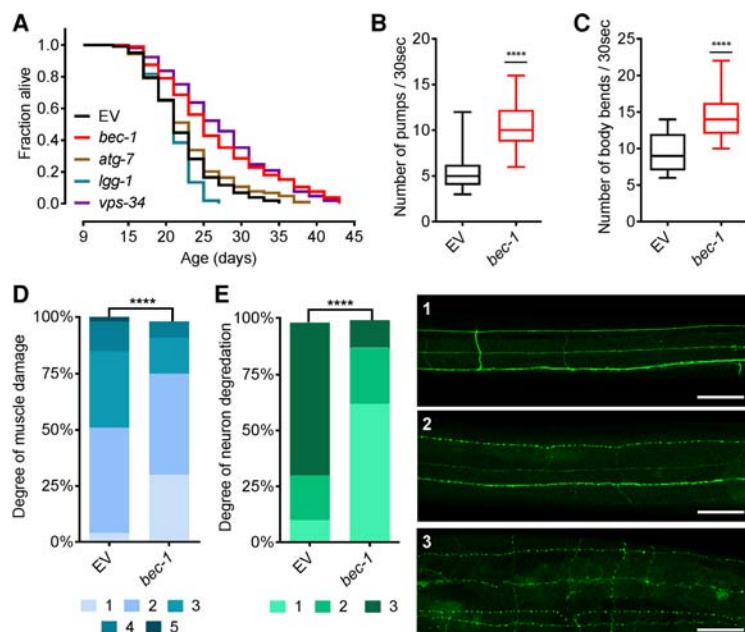 A
Fraction alive
1.0
0.8
0.6
0.4
0.2
0.0
EV
bec-1
atg-7
lgg-1
vps-34
9 15 20 25 30 35 40 45
Age (days)
B
Number of pumps / 30sec
20
15
10
5
0
****
EV bec-1
C
Number of body bends / 30sec
25
20
15
10
5
0
****
EV bec-1
D
Degree of muscle damage
100%
75%
50%
25%
0%
****
EV bec-1
1 2 3
4 5
E
Degree of neuron degredation
100%
75%
50%
25%
0%
****
EV bec-1
1 2 3
1
2
3